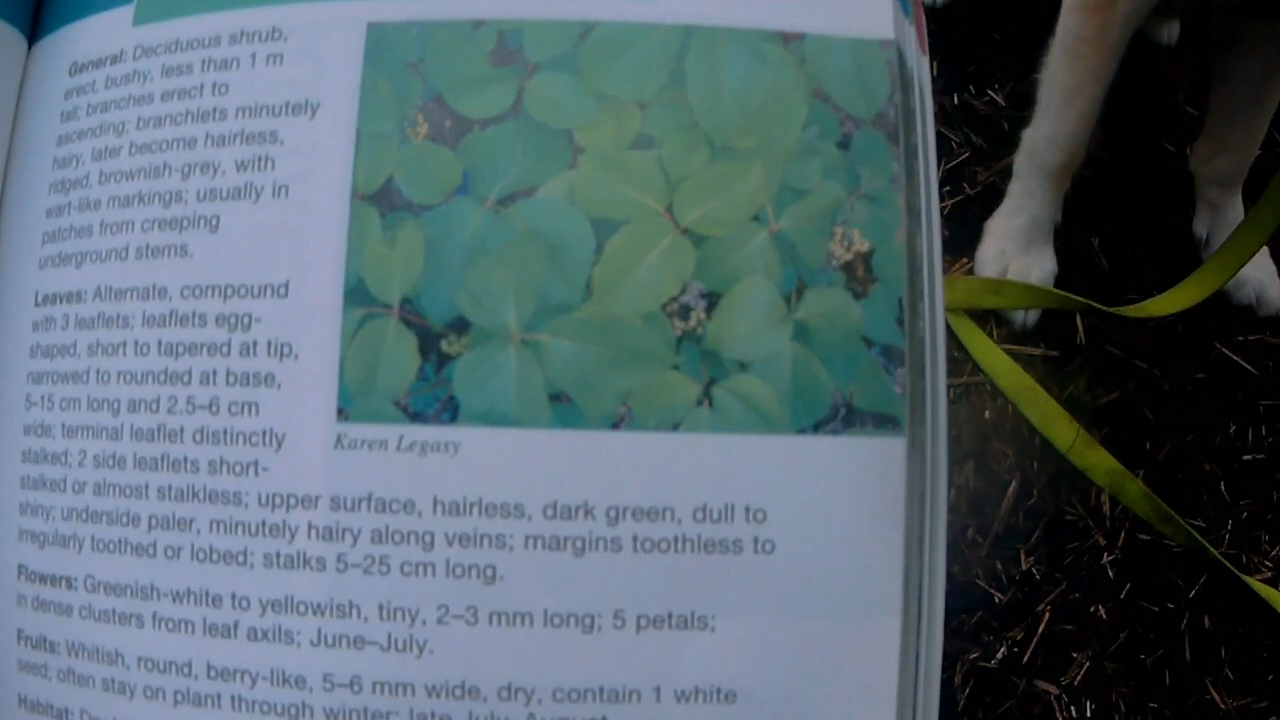 General: Deciduous shrub,
erect, bushy, less than 1 m
tall; branches erect to
ascending; branchlets minutely
hairy, later become hairless,
ridged, brownish-grey, with
wart-like markings; usually in
patches from creeping
underground stems.
Leaves: Alternate, compound
with 3 leaflets; leaflets egg-
shaped, short to tapered at tip,
narrowed to rounded at base,
5-15 cm long and 2.5–6 cm
wide; terminal leaflet distinctly
stalked; 2 side leaflets short-
stalked or almost stalkless; upper surface, hairless, dark green, dull to
shiny; underside paler, minutely hairy along veins; margins toothless to
irregularly toothed or lobed; stalks 5–25 cm long.
Karen Legasy
Flowers: Greenish-white to yellowish, tiny, 2–3 mm long; 5 petals;
in dense clusters from leaf axils; June–July.
Fruits: Whitish, round, berry-like, 5–6 mm wide, dry, contain 1 white
seed; often stay on plant through winter; late July, August.
Habitat: